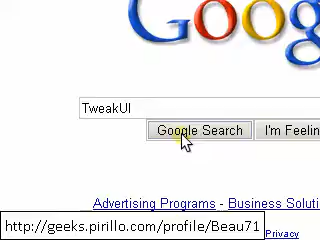 Goog
TweakUI
Google Search I'm Feelin
Advertising Programs - Business Soluti
http://geeks.pirillo.com/profile/Beau71
Privacy